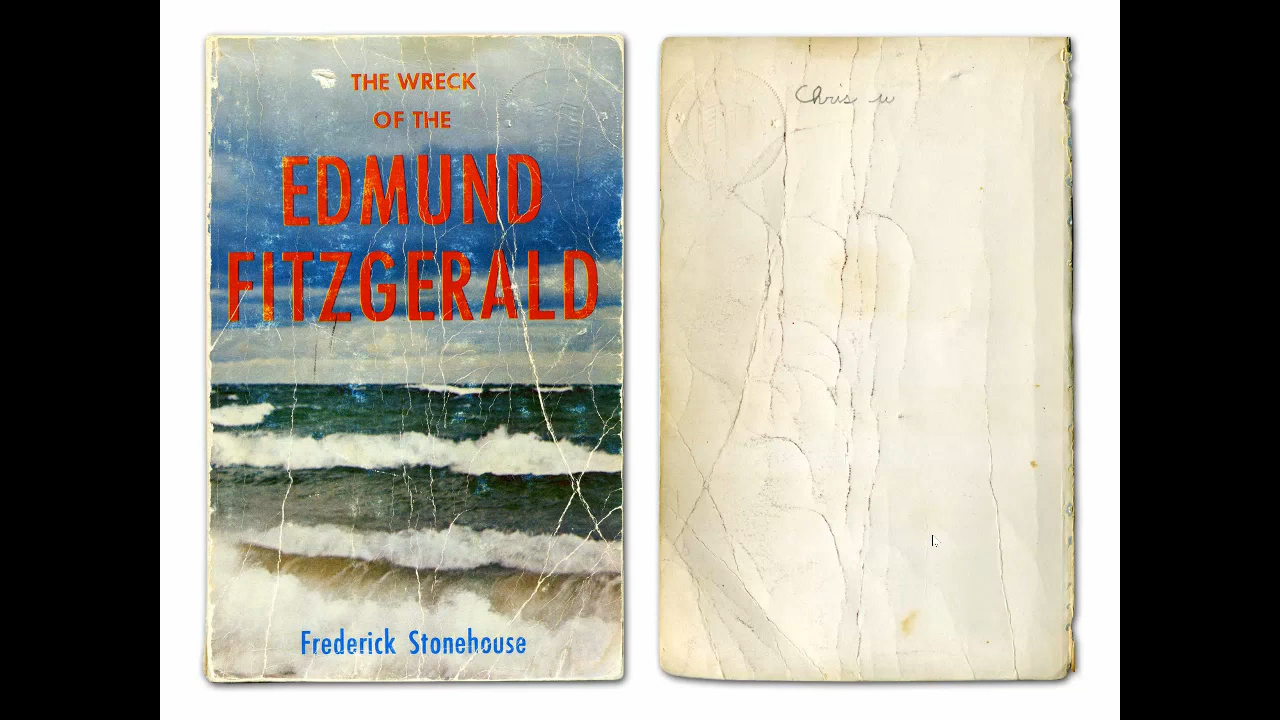 THE WRECK
OF THE
EDMUND
FITZGERALD
Frederick Stonehouse
Chris w